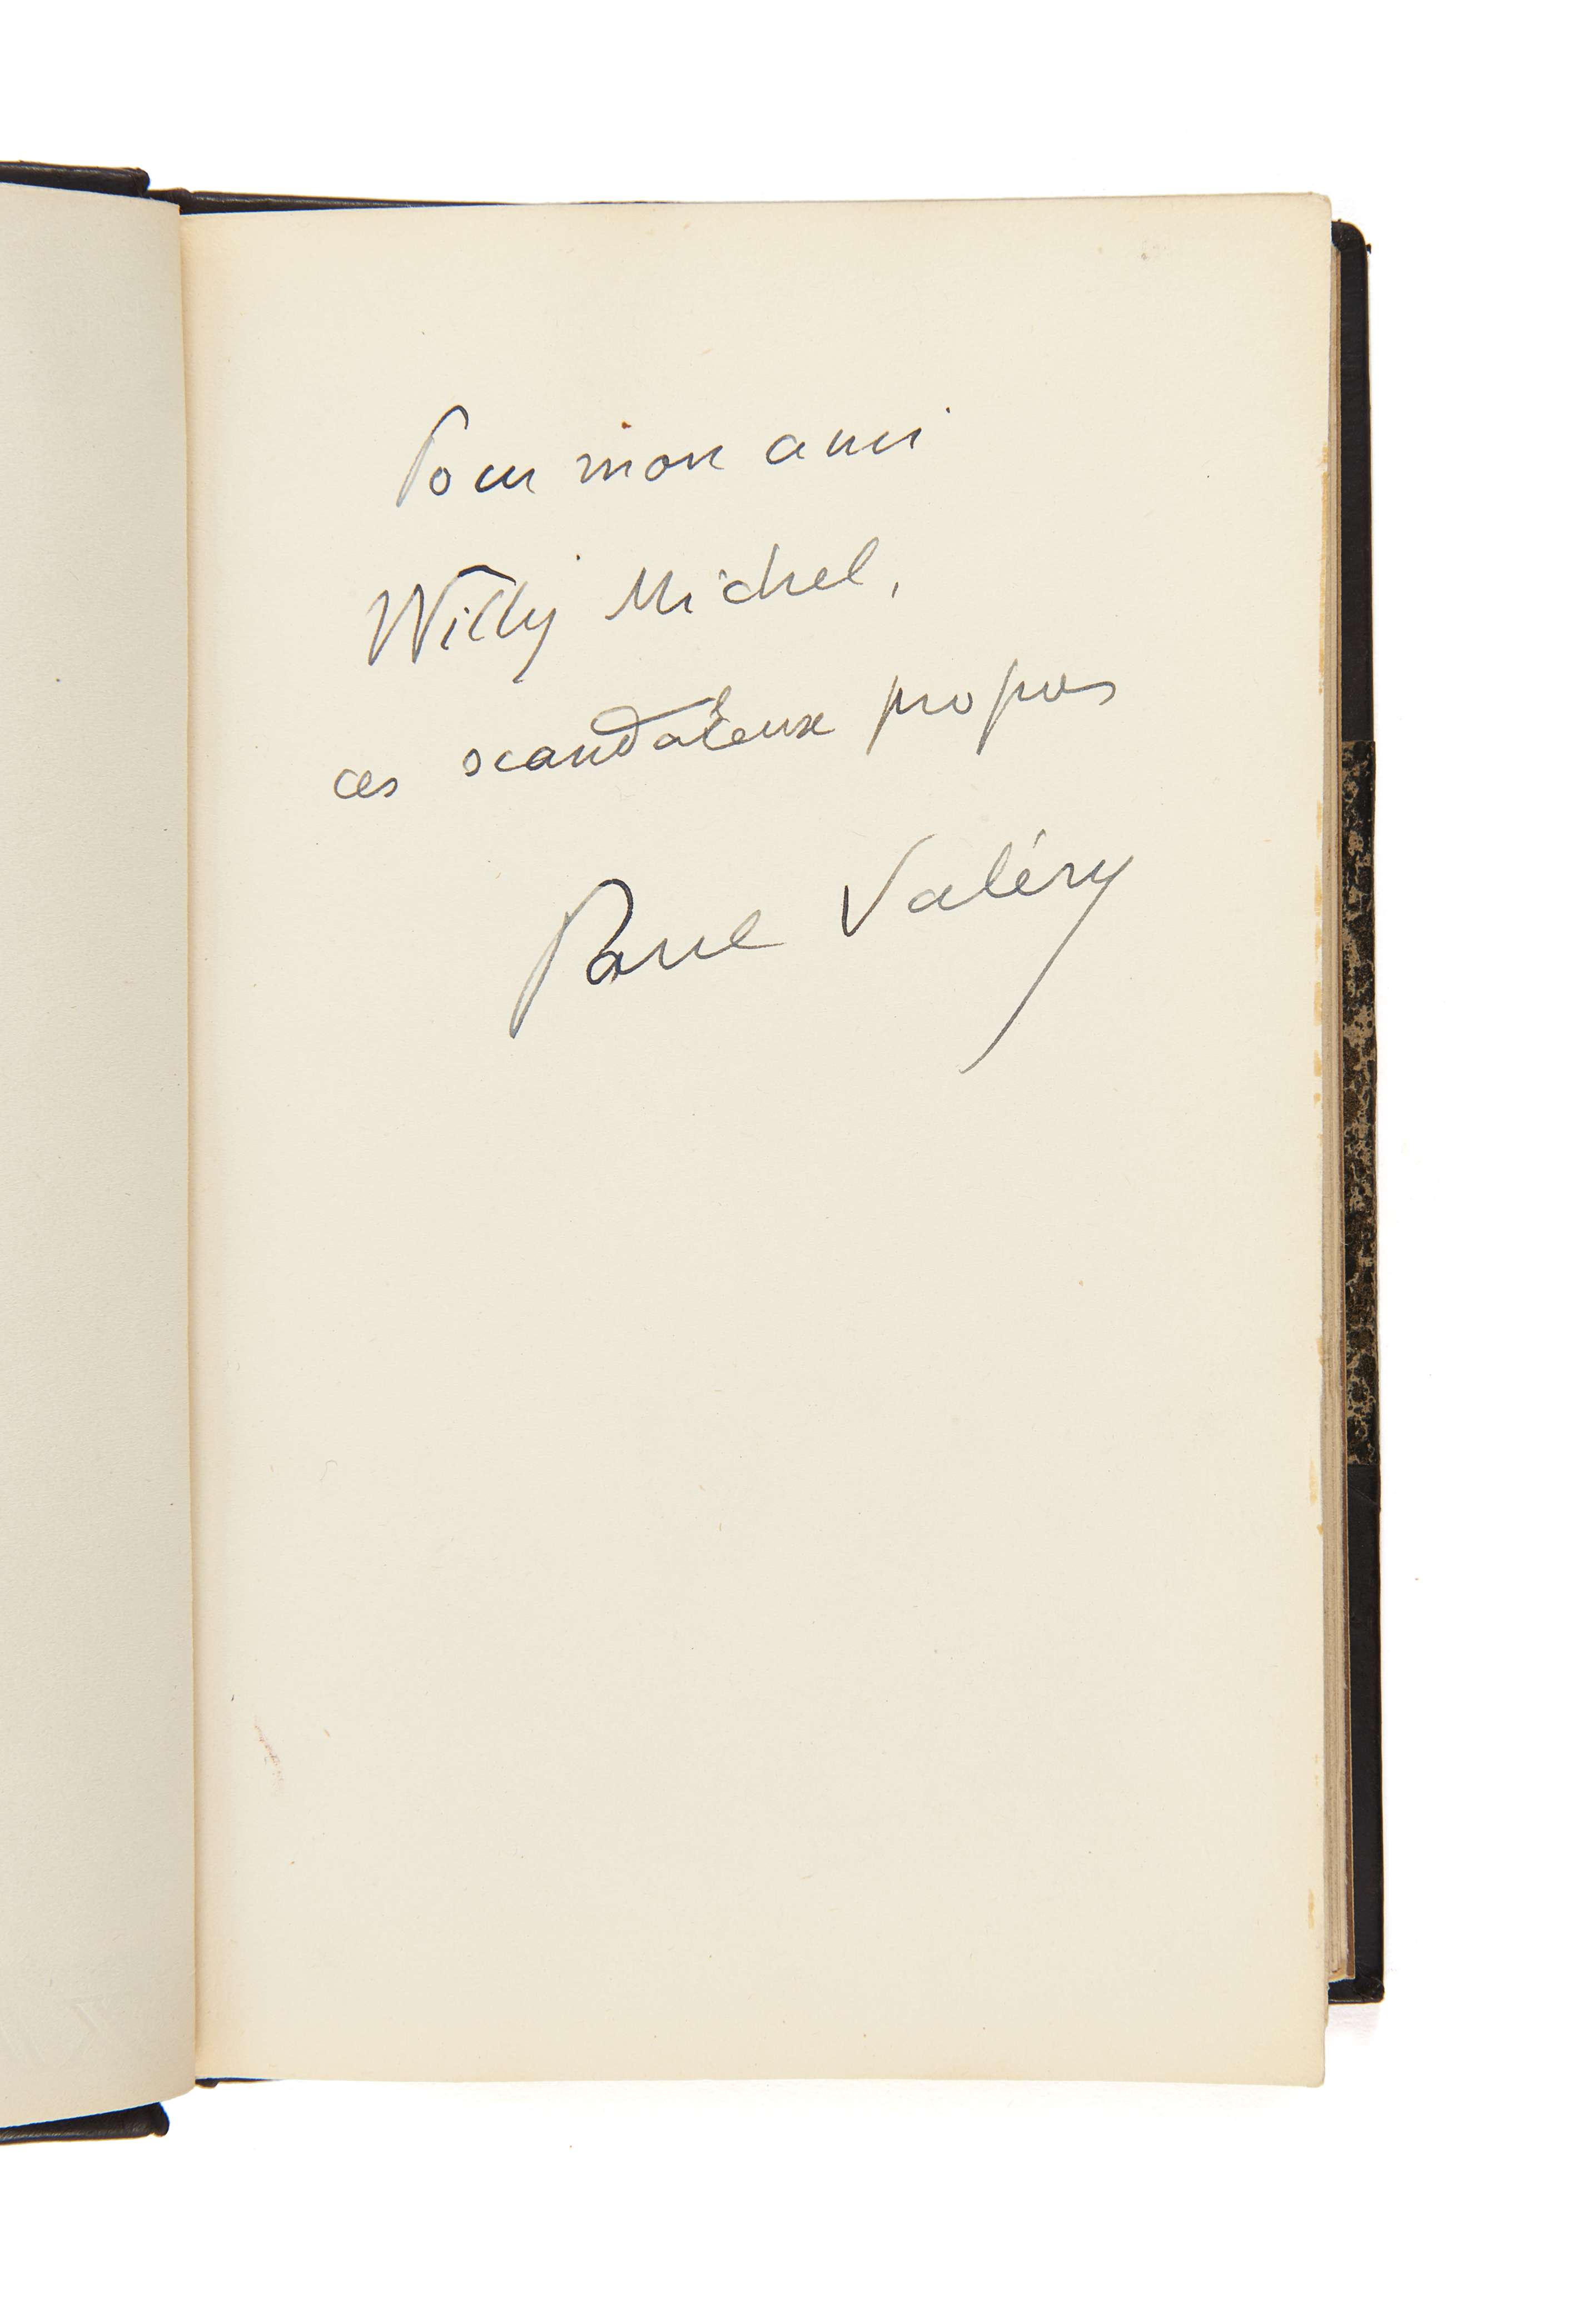 Pour mon ami
Willy Michel,
ces scandaleux propos
Paul Valéry